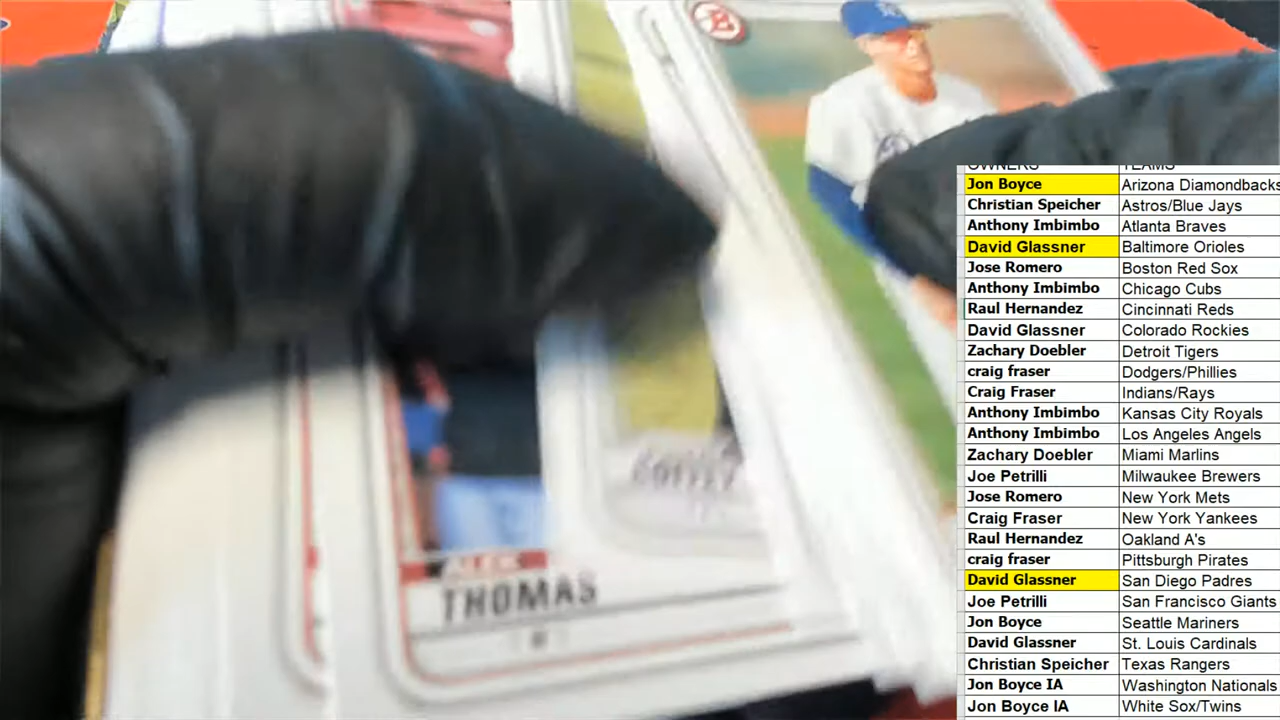 OWNERS TEAMS
Jon Boyce Arizona Diamondbacks
Christian Speicher Astros/Blue Jays
Anthony Imbimbo Atlanta Braves
David Glassner Baltimore Orioles
Jose Romero Boston Red Sox
Anthony Imbimbo Chicago Cubs
Raul Hernandez Cincinnati Reds
David Glassner Colorado Rockies
Zachary Doebler Detroit Tigers
craig fraser Dodgers/Phillies
Craig Fraser Indians/Rays
Anthony Imbimbo Kansas City Royals
Anthony Imbimbo Los Angeles Angels
Zachary Doebler Miami Marlins
Joe Petrilli Milwaukee Brewers
Jose Romero New York Mets
Craig Fraser New York Yankees
Raul Hernandez Oakland A's
craig fraser Pittsburgh Pirates
David Glassner San Diego Padres
Joe Petrilli San Francisco Giants
Jon Boyce Seattle Mariners
David Glassner St. Louis Cardinals
Christian Speicher Texas Rangers
Jon Boyce IA Washington Nationals
Jon Boyce IA White Sox/Twins
ALEK
THOMAS